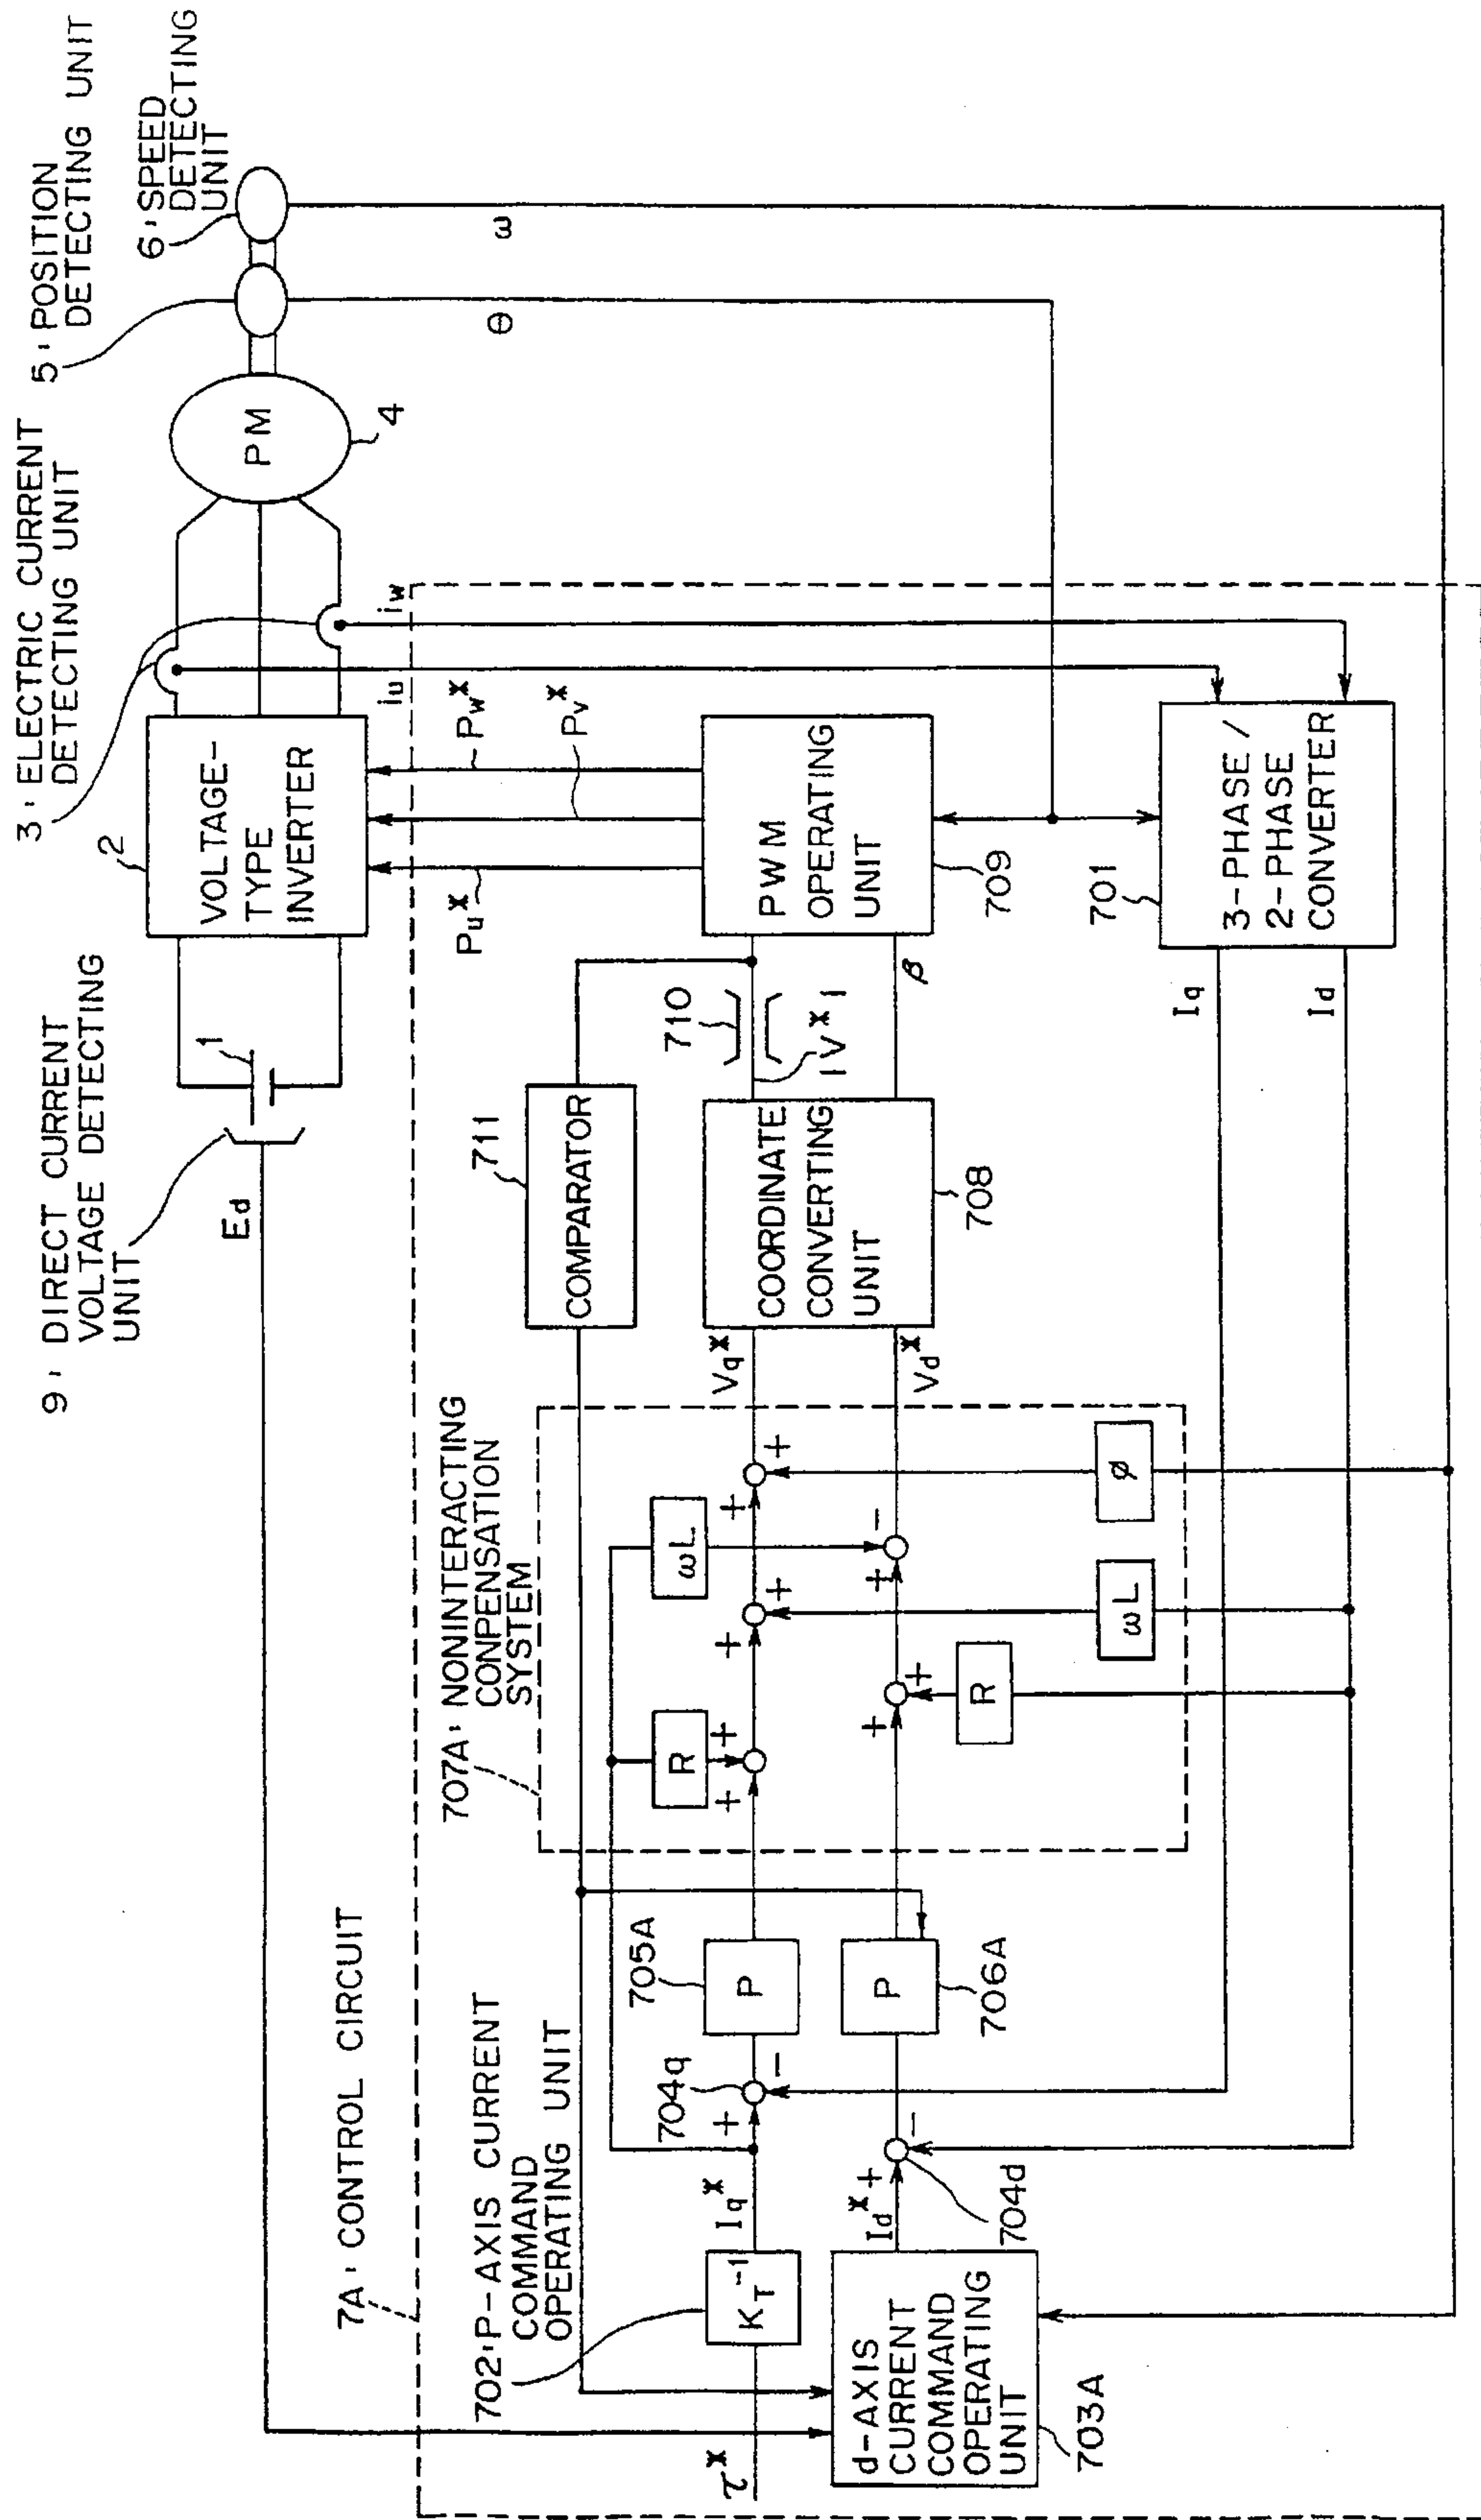 9: DIRECT CURRENT
VOLTAGE DETECTING
UNIT
1
Ed
3: ELECTRIC CURRENT
DETECTING UNIT
2
VOLTAGE-
TYPE
INVERTER
5: POSITION
DETECTING UNIT
6: SPEED
DETECTING
UNIT
PM
4
θ
ω
iu
iw
Pu*
Pv*
Pw*
7A: CONTROL CIRCUIT
702: P-AXIS CURRENT
COMMAND
OPERATING UNIT
τ*
KT⁻¹
Iq*
+
704q
−
P
705A
d-AXIS
CURRENT
COMMAND
OPERATING
UNIT
703A
Id*
+
704d
−
P
706A
707A: NONINTERACTING
CONPENSATION
SYSTEM
R
+
+
ωL
+
+
+
+
R
+
+
ωL
+
−
ø
Vq*
Vd*
711
COMPARATOR
COORDINATE
CONVERTING
UNIT
708
710
|V*|
β
PWM
OPERATING
UNIT
709
701
3-PHASE /
2-PHASE
CONVERTER
Iq
Id